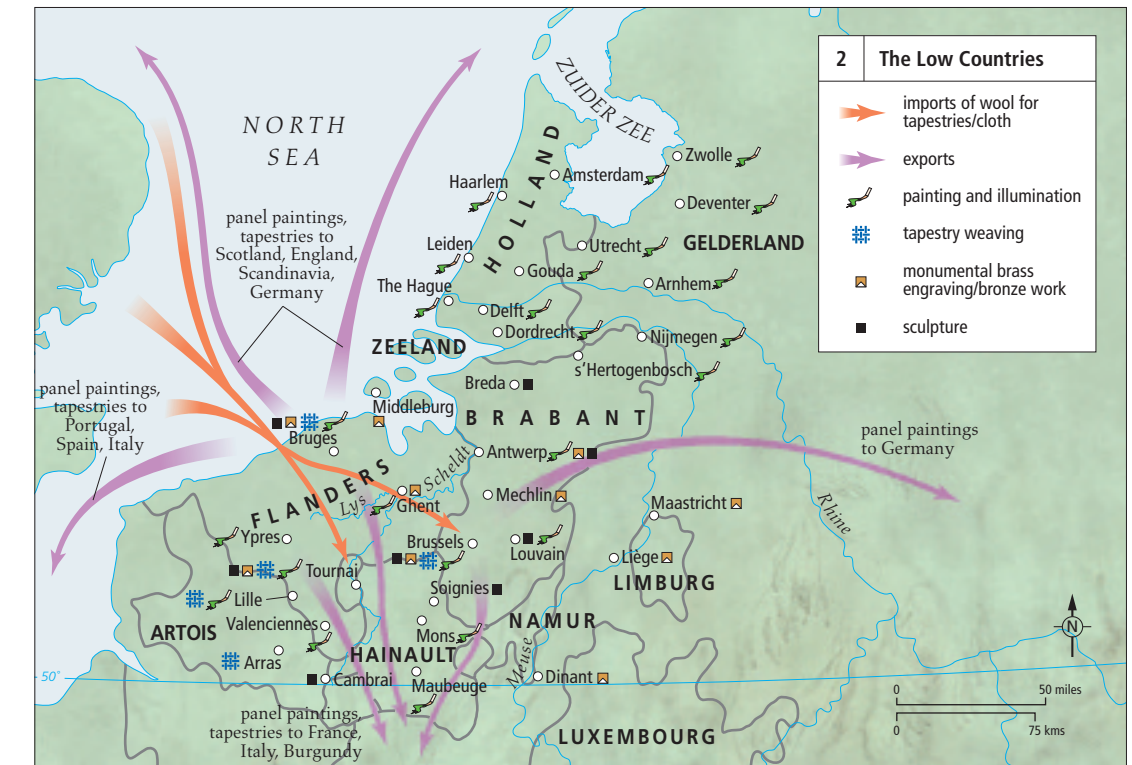 2 The Low Countries
imports of wool for
tapestries/cloth
exports
painting and illumination
tapestry weaving
monumental brass
engraving/bronze work
sculpture
NORTH
SEA
ZUIDER ZEE
HOLLAND
Zwolle
Amsterdam
Haarlem
Deventer
panel paintings,
tapestries to
Scotland, England,
Scandinavia,
Germany
Leiden
Utrecht
GELDERLAND
Gouda
Arnhem
The Hague
Delft
Dordrecht
Nijmegen
ZEELAND
s'Hertogenbosch
panel paintings,
tapestries to
Portugal,
Spain, Italy
Breda
Middleburg
BRABANT
Bruges
panel paintings
to Germany
Antwerp
Scheldt
FLANDERS
Lys
Mechlin
Ghent
Maastricht
Rhine
Ypres
Brussels
Louvain
Tournai
Liège
LIMBURG
Soignies
Lille
NAMUR
Valenciennes
ARTOIS
Mons
HAINAULT
Meuse
N
Arras
50°
Cambrai
Maubeuge
Dinant
0 50 miles
0 75 kms
panel paintings,
tapestries to France,
Italy, Burgundy
LUXEMBOURG